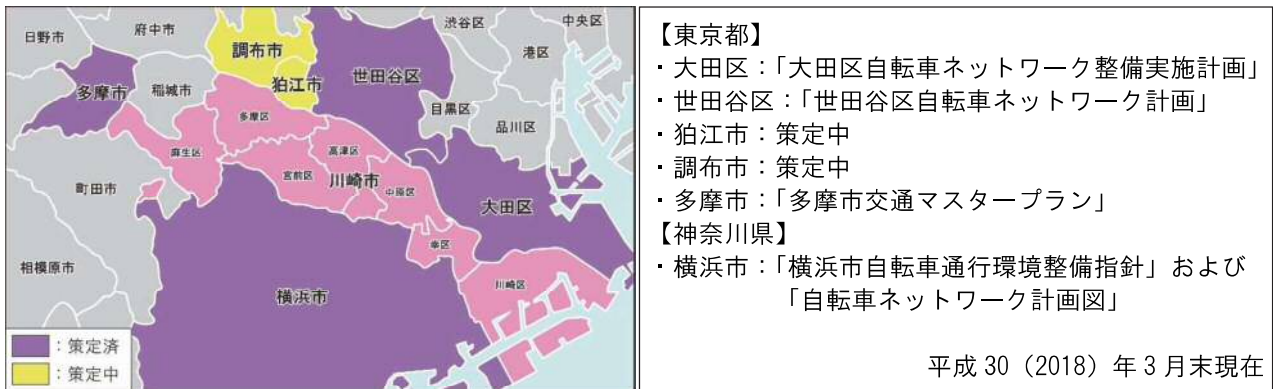 日野市
府中市
調布市
狛江市
世田谷区
渋谷区
中央区
港区
目黒区
品川区
多摩市
稲城市
多摩区
麻生区
高津区
宮前区
川崎市
中原区
町田市
大田区
幸区
相模原市
川崎区
横浜市
：策定済
：策定中
【東京都】
・大田区：「大田区自転車ネットワーク整備実施計画」
・世田谷区：「世田谷区自転車ネットワーク計画」
・狛江市：策定中
・調布市：策定中
・多摩市：「多摩市交通マスタープラン」
【神奈川県】
・横浜市：「横浜市自転車通行環境整備指針」および
「自転車ネットワーク計画図」
平成 30（2018）年 3 月末現在